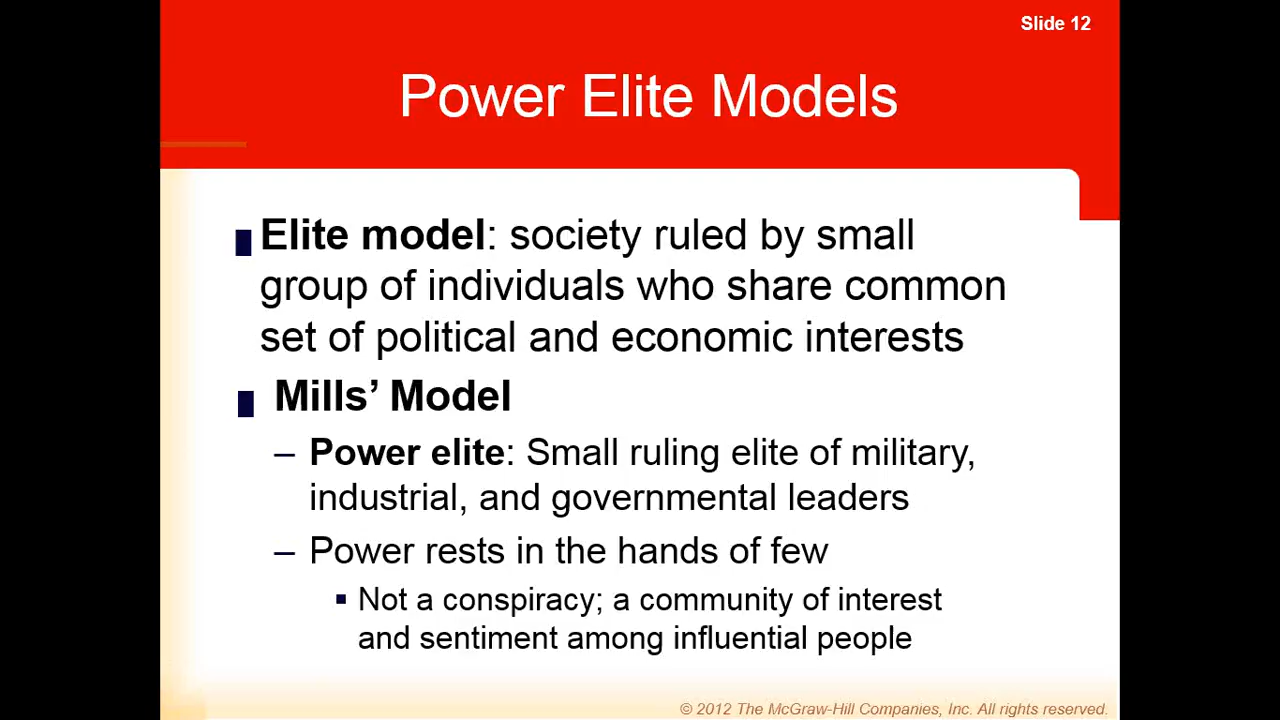 Slide 12
Power Elite Models
Elite model: society ruled by small
group of individuals who share common
set of political and economic interests
Mills’ Model
– Power elite: Small ruling elite of military,
industrial, and governmental leaders
– Power rests in the hands of few
▪ Not a conspiracy; a community of interest
and sentiment among influential people
© 2012 The McGraw-Hill Companies, Inc. All rights reserved.